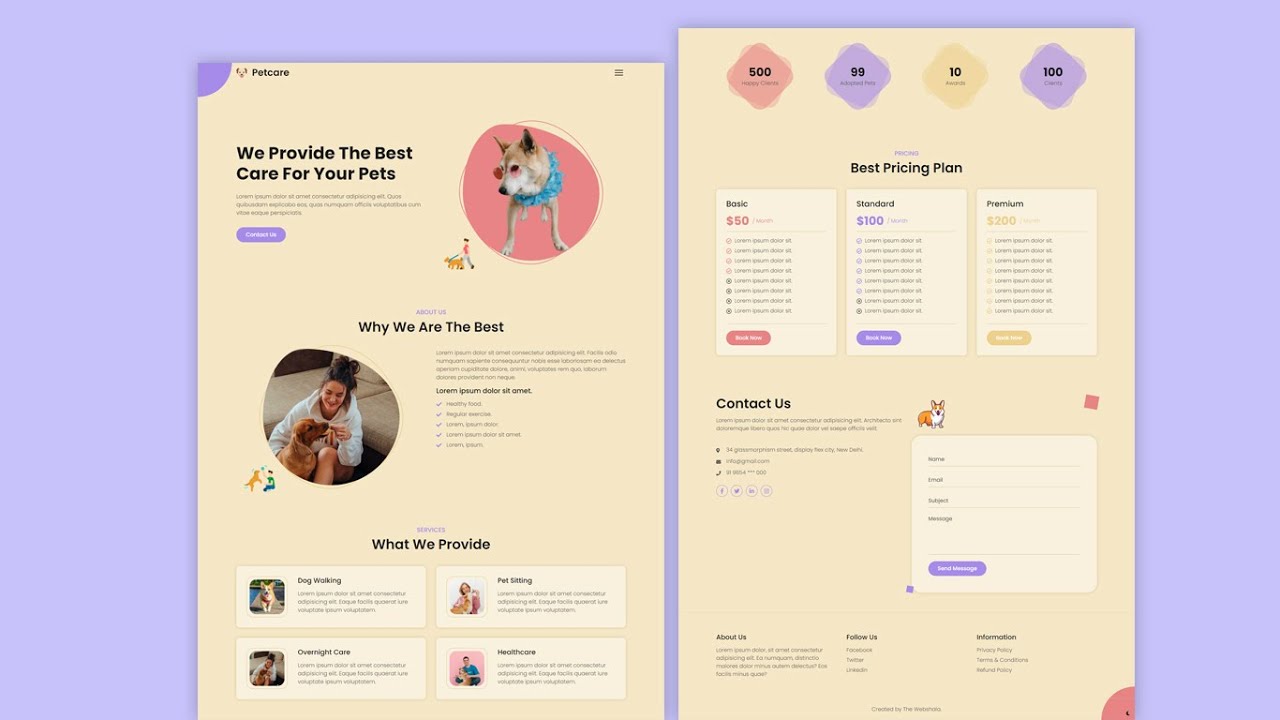 Petcare
We Provide The Best
Care For Your Pets
Lorem ipsum dolor sit amet consectetur adipisicing elit. Quos
quibusdam explicabo eos, quos numquam officiis voluptatibus cum
vitae eaque perspiciatis.
Contact Us
ABOUT US
Why We Are The Best
Lorem ipsum dolor sit amet consectetur adipisicing elit. Facilis odio
numquam sapiente consequuntur nobis esse laboriosam ea delectus
aperiam cupiditate dolore, animi, voluptates rem quo, laborum
dolores provident non neque.
Lorem ipsum dolor sit amet.
Healthy food.
Regular exercise.
Lorem, ipsum dolor.
Lorem ipsum dolor sit amet.
Lorem, ipsum.
SERVICES
What We Provide
Dog Walking
Lorem ipsum dolor sit amet consectetur
adipisicing elit. Eaque facilis quaerat iure
voluptate ipsum voluptatem.
Pet Sitting
Lorem ipsum dolor sit amet consectetur
adipisicing elit. Eaque facilis quaerat iure
voluptate ipsum voluptatem.
Overnight Care
Lorem ipsum dolor sit amet consectetur
adipisicing elit. Eaque facilis quaerat iure
voluptate ipsum voluptatem.
Healthcare
Lorem ipsum dolor sit amet consectetur
adipisicing elit. Eaque facilis quaerat iure
voluptate ipsum voluptatem.
500
Happy Clients
99
Adopted Pets
10
Awards
100
Clients
PRICING
Best Pricing Plan
Basic
$50 / Month
Lorem ipsum dolor sit.
Lorem ipsum dolor sit.
Lorem ipsum dolor sit.
Lorem ipsum dolor sit.
Lorem ipsum dolor sit.
Lorem ipsum dolor sit.
Lorem ipsum dolor sit.
Lorem ipsum dolor sit.
Book Now
Standard
$100 / Month
Lorem ipsum dolor sit.
Lorem ipsum dolor sit.
Lorem ipsum dolor sit.
Lorem ipsum dolor sit.
Lorem ipsum dolor sit.
Lorem ipsum dolor sit.
Lorem ipsum dolor sit.
Lorem ipsum dolor sit.
Book Now
Premium
$200 / Month
Lorem ipsum dolor sit.
Lorem ipsum dolor sit.
Lorem ipsum dolor sit.
Lorem ipsum dolor sit.
Lorem ipsum dolor sit.
Lorem ipsum dolor sit.
Lorem ipsum dolor sit.
Lorem ipsum dolor sit.
Book Now
Contact Us
Lorem ipsum dolor sit amet consectetur adipisicing elit. Architecto sint
doloremque libero quos hic quae dolor vel saepe officiis velit
34 glassmorphism street, display flex city, New Delhi.
info@gmail.com
91 9654 *** 000
Name
Email
Subject
Message
Send Message
About Us
Lorem ipsum dolor sit amet, consectetur
adipisicing elit. Ea numquam, distinctio
maiores dolor minus autem delectus? Eos
facilis minus quae?
Follow Us
Facebook
Twitter
Linkedin
Information
Privacy Policy
Terms & Conditions
Refund Policy
Created by The Webshala.